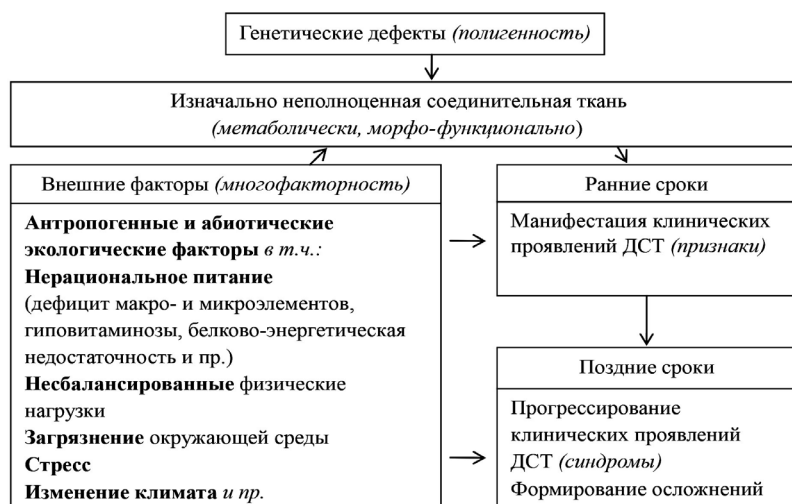 Генетические дефекты (полигенность)
Изначально неполноценная соединительная ткань
(метаболически, морфо-функционально)
Внешние факторы (многофакторность)
Антропогенные и абиотические
экологические факторы в т.ч.:
Нерациональное питание
(дефицит макро- и микроэлементов,
гиповитаминозы, белково-энергетическая
недостаточность и пр.)
Несбалансированные физические
нагрузки
Загрязнение окружающей среды
Стресс
Изменение климата и пр.
Ранние сроки
Манифестация клинических
проявлений ДСТ (признаки)
Поздние сроки
Прогрессирование
клинических проявлений
ДСТ (синдромы)
Формирование осложнений